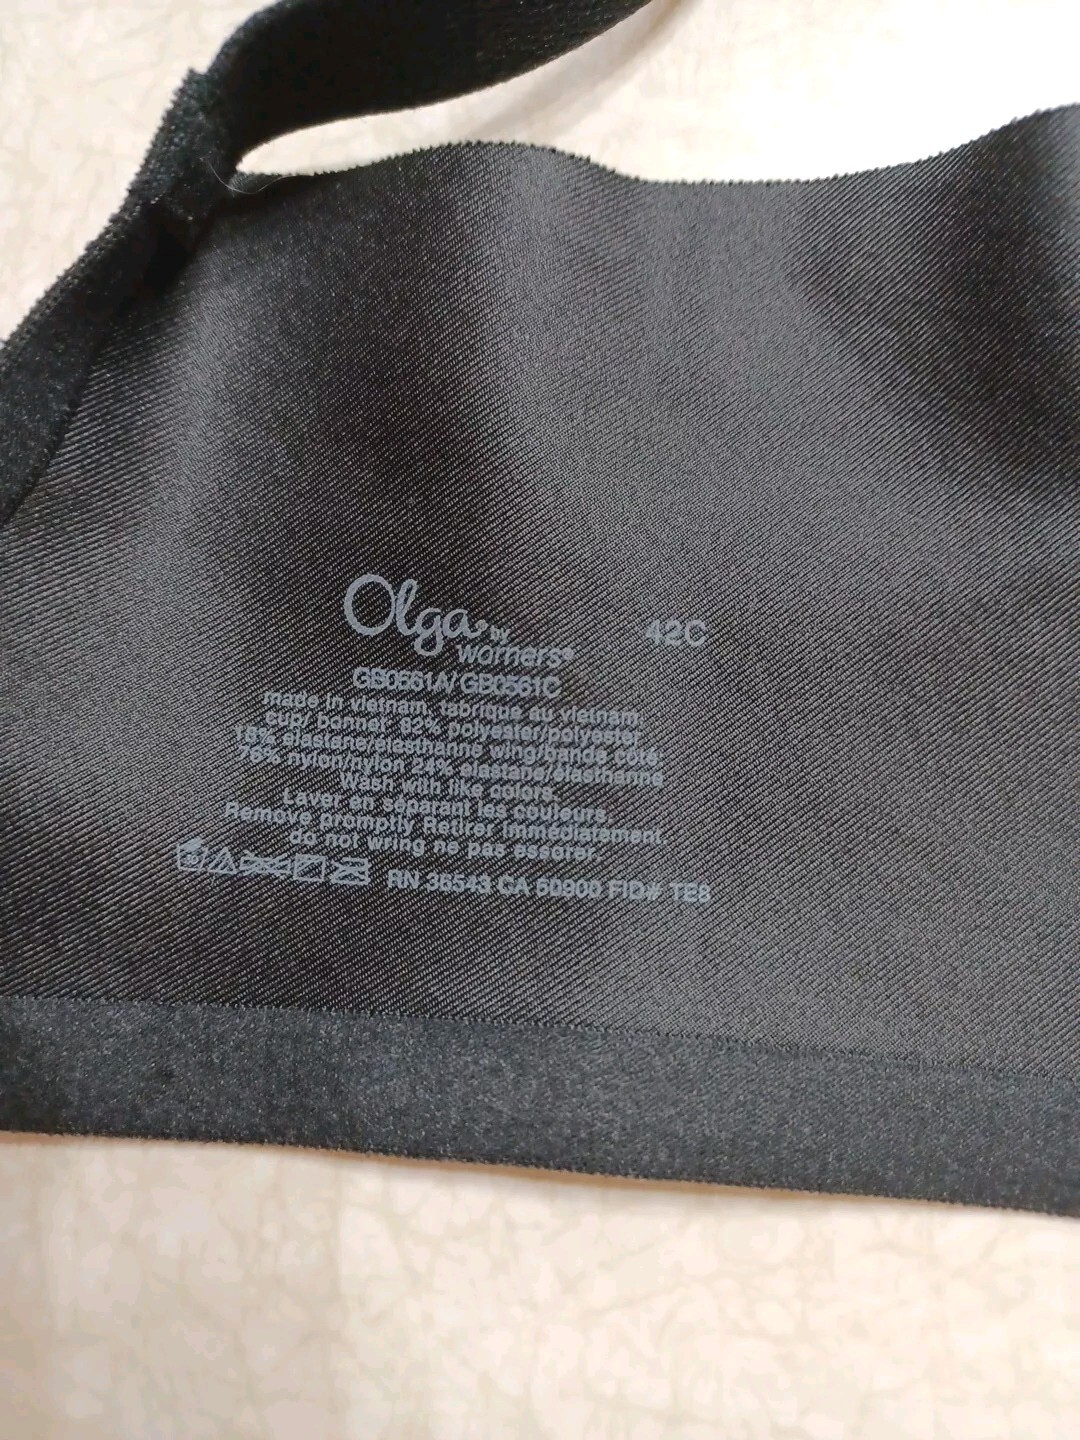 Olga by warners®
42C
GB0561A/GB0561C
made in vietnam, fabriqué au vietnam
cup/ bonnet 82% polyester/polyester
18% elastane/élasthanne wing/bande côté
76% nylon/nylon 24% elastane/élasthanne
Wash with like colors.
Laver en séparant les couleurs.
Remove promptly Retirer immédiatement.
do not wring ne pas essorer.
RN 36543 CA 50900 FID# TE8